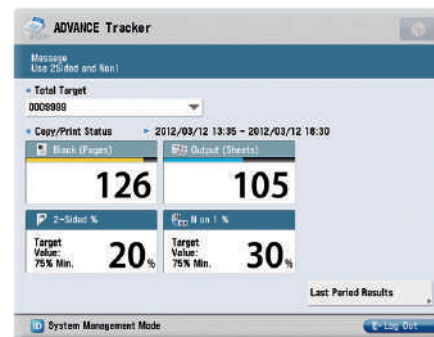 ADVANCE Tracker
Message
Use 2Sided and Non1
Total Target
0009999
Copy/Print Status
2012/03/12 13:35 - 2012/03/12 18:30
Black (Pages)
126
Output (Sheets)
105
2-Sided %
Target
Value:
75% Min.
20%
N on 1 %
Target
Value:
75% Min.
30%
Last Period Results
ID System Management Mode
Log Out